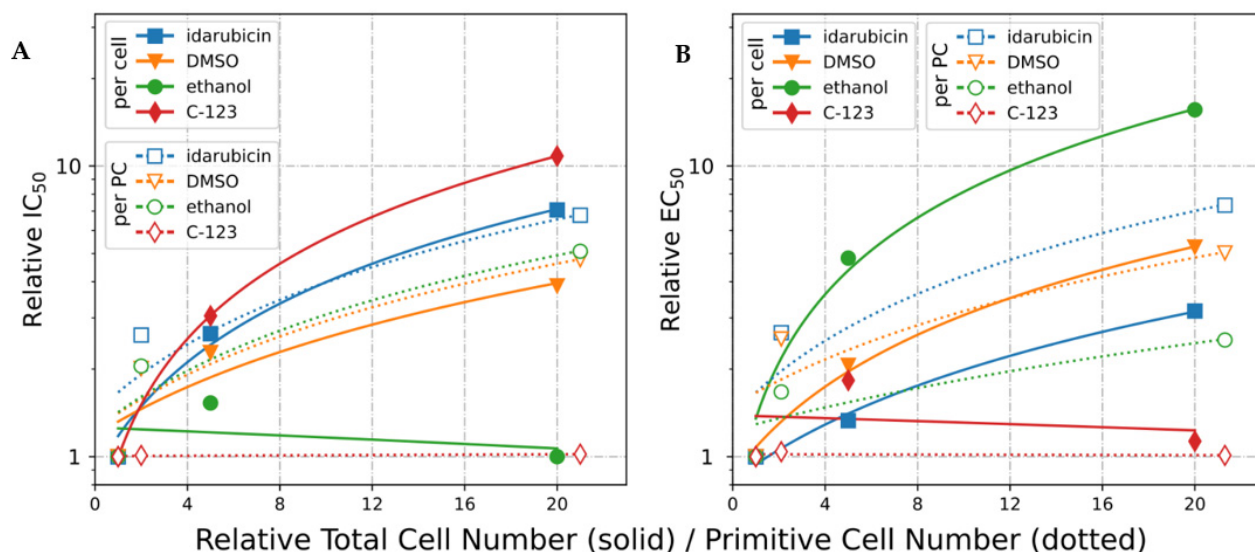 A
Relative IC50
10
1
per cell
idarubicin
DMSO
ethanol
C-123
per PC
idarubicin
DMSO
ethanol
C-123
0 4 8 12 16 20
B
Relative EC50
10
1
per cell
idarubicin
DMSO
ethanol
C-123
per PC
idarubicin
DMSO
ethanol
C-123
0 4 8 12 16 20
Relative Total Cell Number (solid) / Primitive Cell Number (dotted)